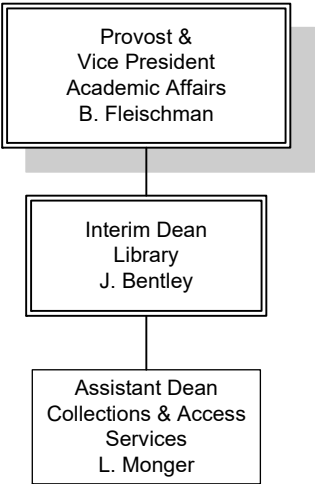 Provost &
Vice President
Academic Affairs
B. Fleischman
Interim Dean
Library
J. Bentley
Assistant Dean
Collections & Access
Services
L. Monger